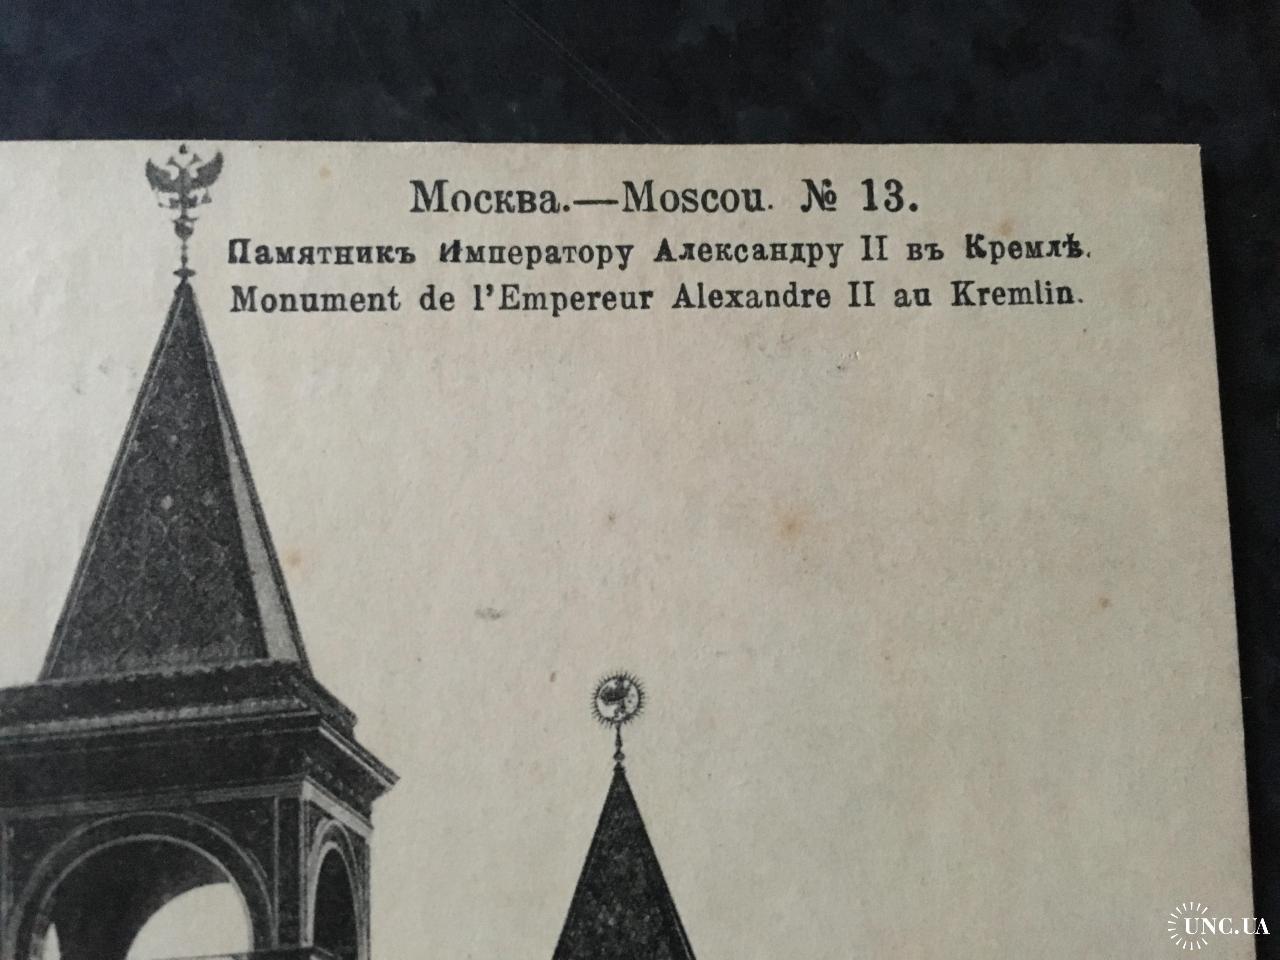 Москва.—Moscou. № 13.
Памятникъ Императору Александру II въ Кремлѣ.
Monument de l'Empereur Alexandre II au Kremlin.
UNC.UA